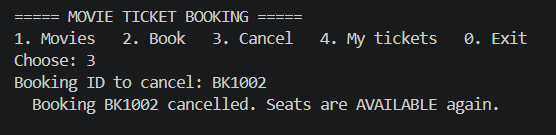 ===== MOVIE TICKET BOOKING =====
1. Movies   2. Book   3. Cancel   4. My tickets   0. Exit
Choose: 3
Booking ID to cancel: BK1002
  Booking BK1002 cancelled. Seats are AVAILABLE again.